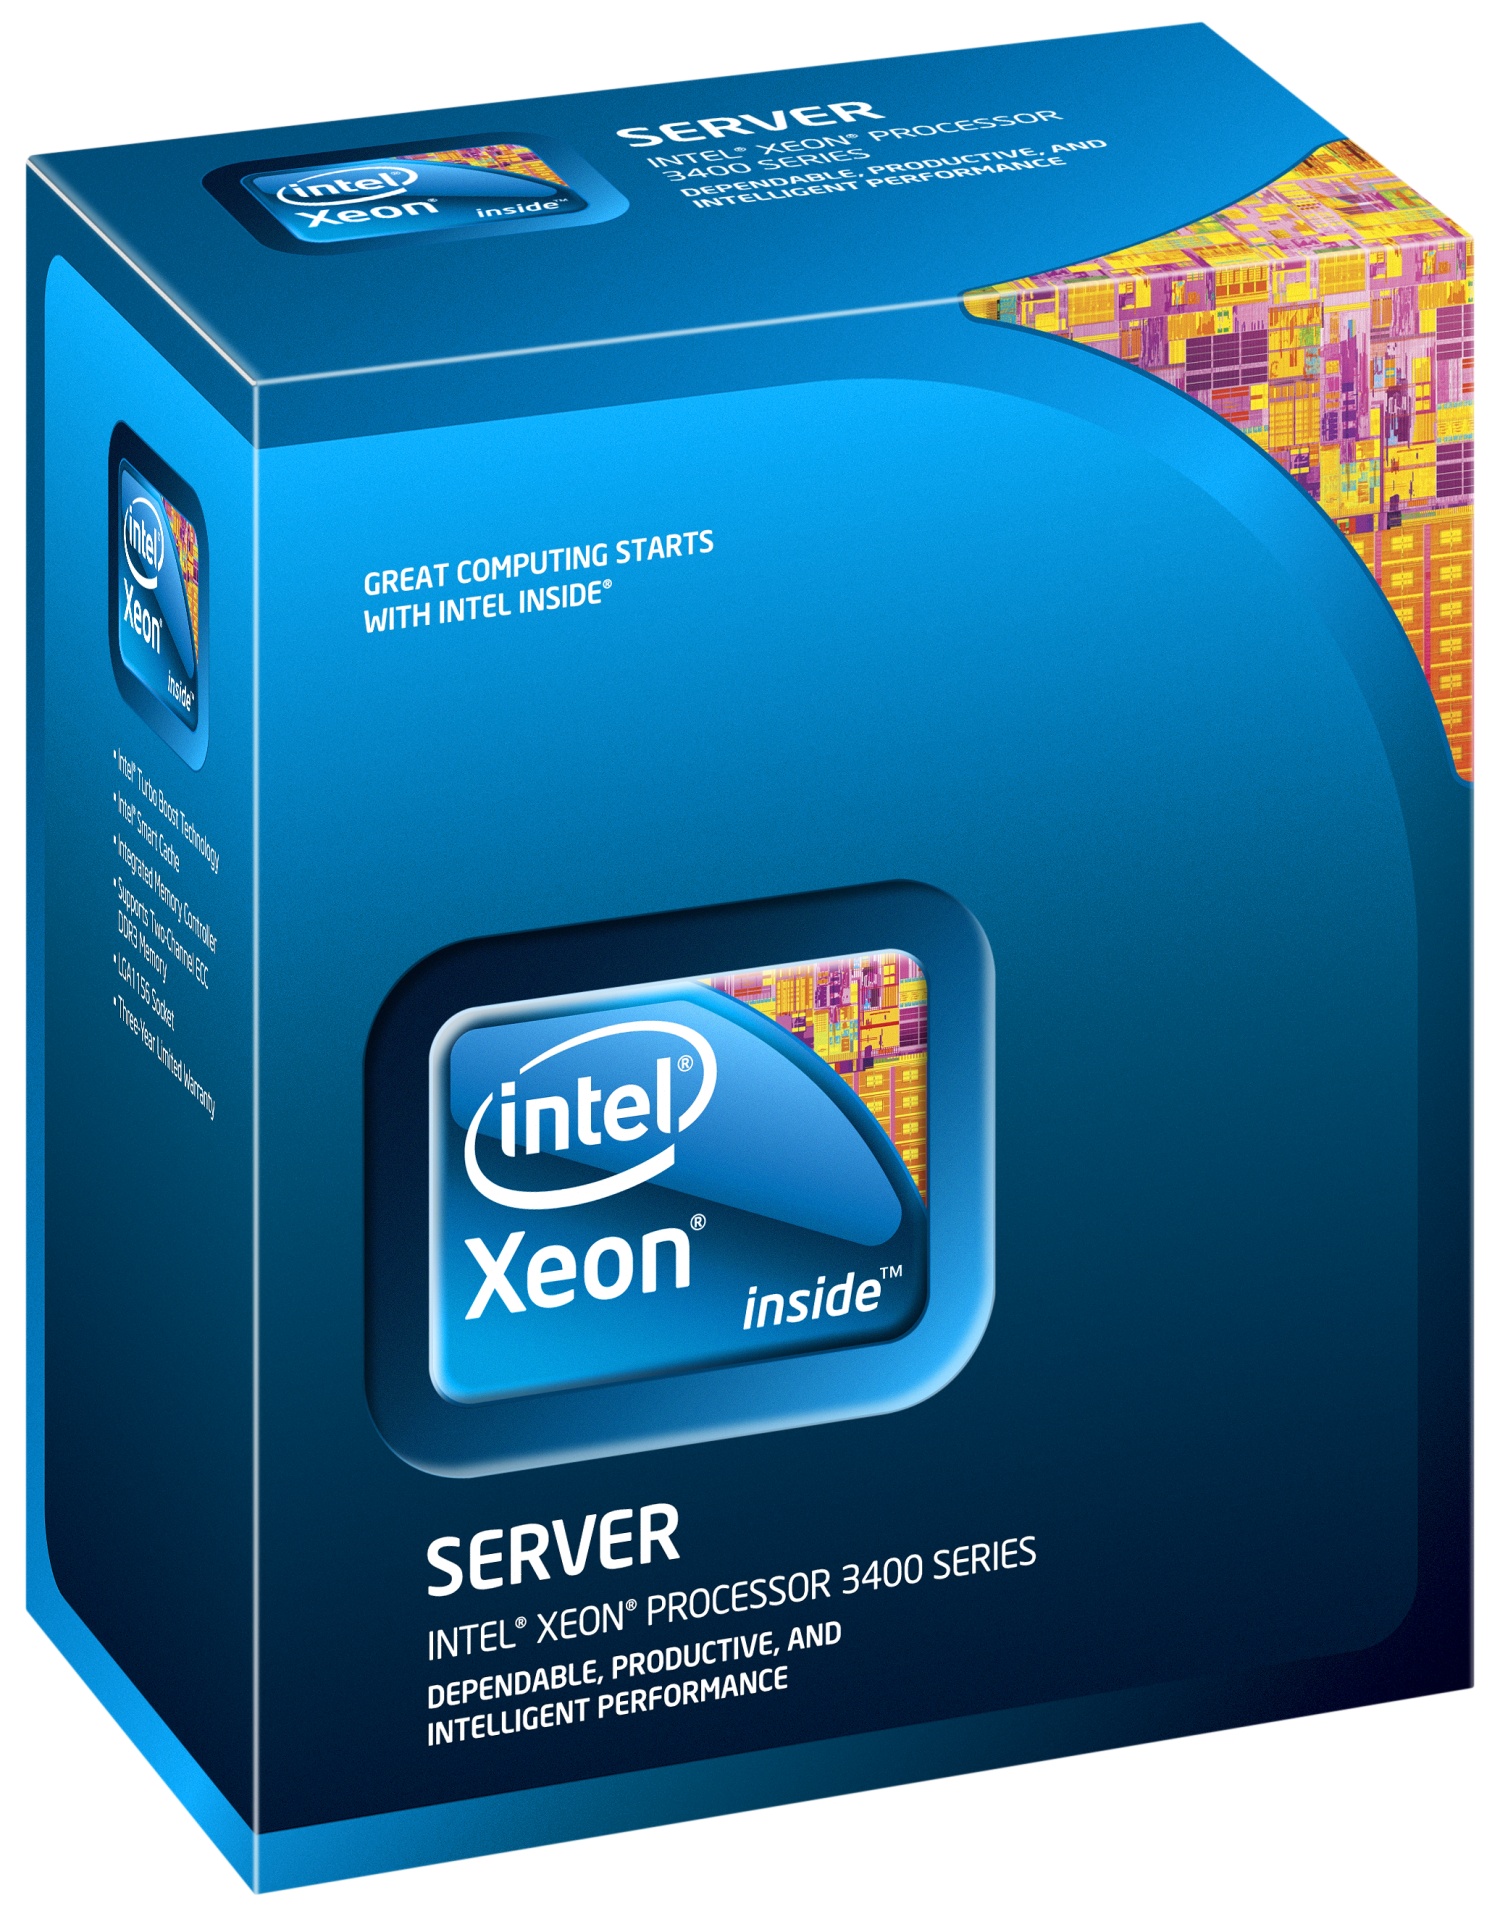 intel®
Xeon®
inside™
SERVER
INTEL® XEON® PROCESSOR
3400 SERIES
DEPENDABLE, PRODUCTIVE, AND
INTELLIGENT PERFORMANCE
intel
Xeon®
inside™
• Intel® Turbo Boost Technology
• Intel® Smart Cache
• Integrated Memory Controller
• Supports Two-Channel ECC
DDR3 Memory
• LGA1156 Socket
• Three-Year Limited Warranty
GREAT COMPUTING STARTS
WITH INTEL INSIDE®
intel®
Xeon®
inside™
SERVER
INTEL® XEON® PROCESSOR 3400 SERIES
DEPENDABLE, PRODUCTIVE, AND
INTELLIGENT PERFORMANCE